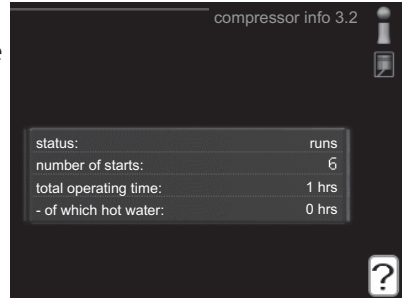 compressor info 3.2
e
status: runs
number of starts: 6
total operating time: 1 hrs
- of which hot water: 0 hrs
?